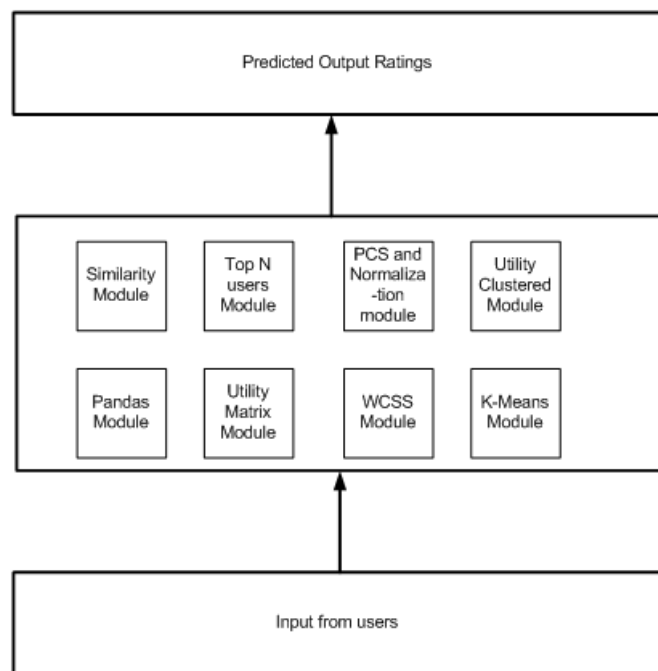 Predicted Output Ratings
Similarity
Module
Top N
users
Module
PCS and
Normaliza
-tion
module
Utility
Clustered
Module
Pandas
Module
Utility
Matrix
Module
WCSS
Module
K-Means
Module
Input from users